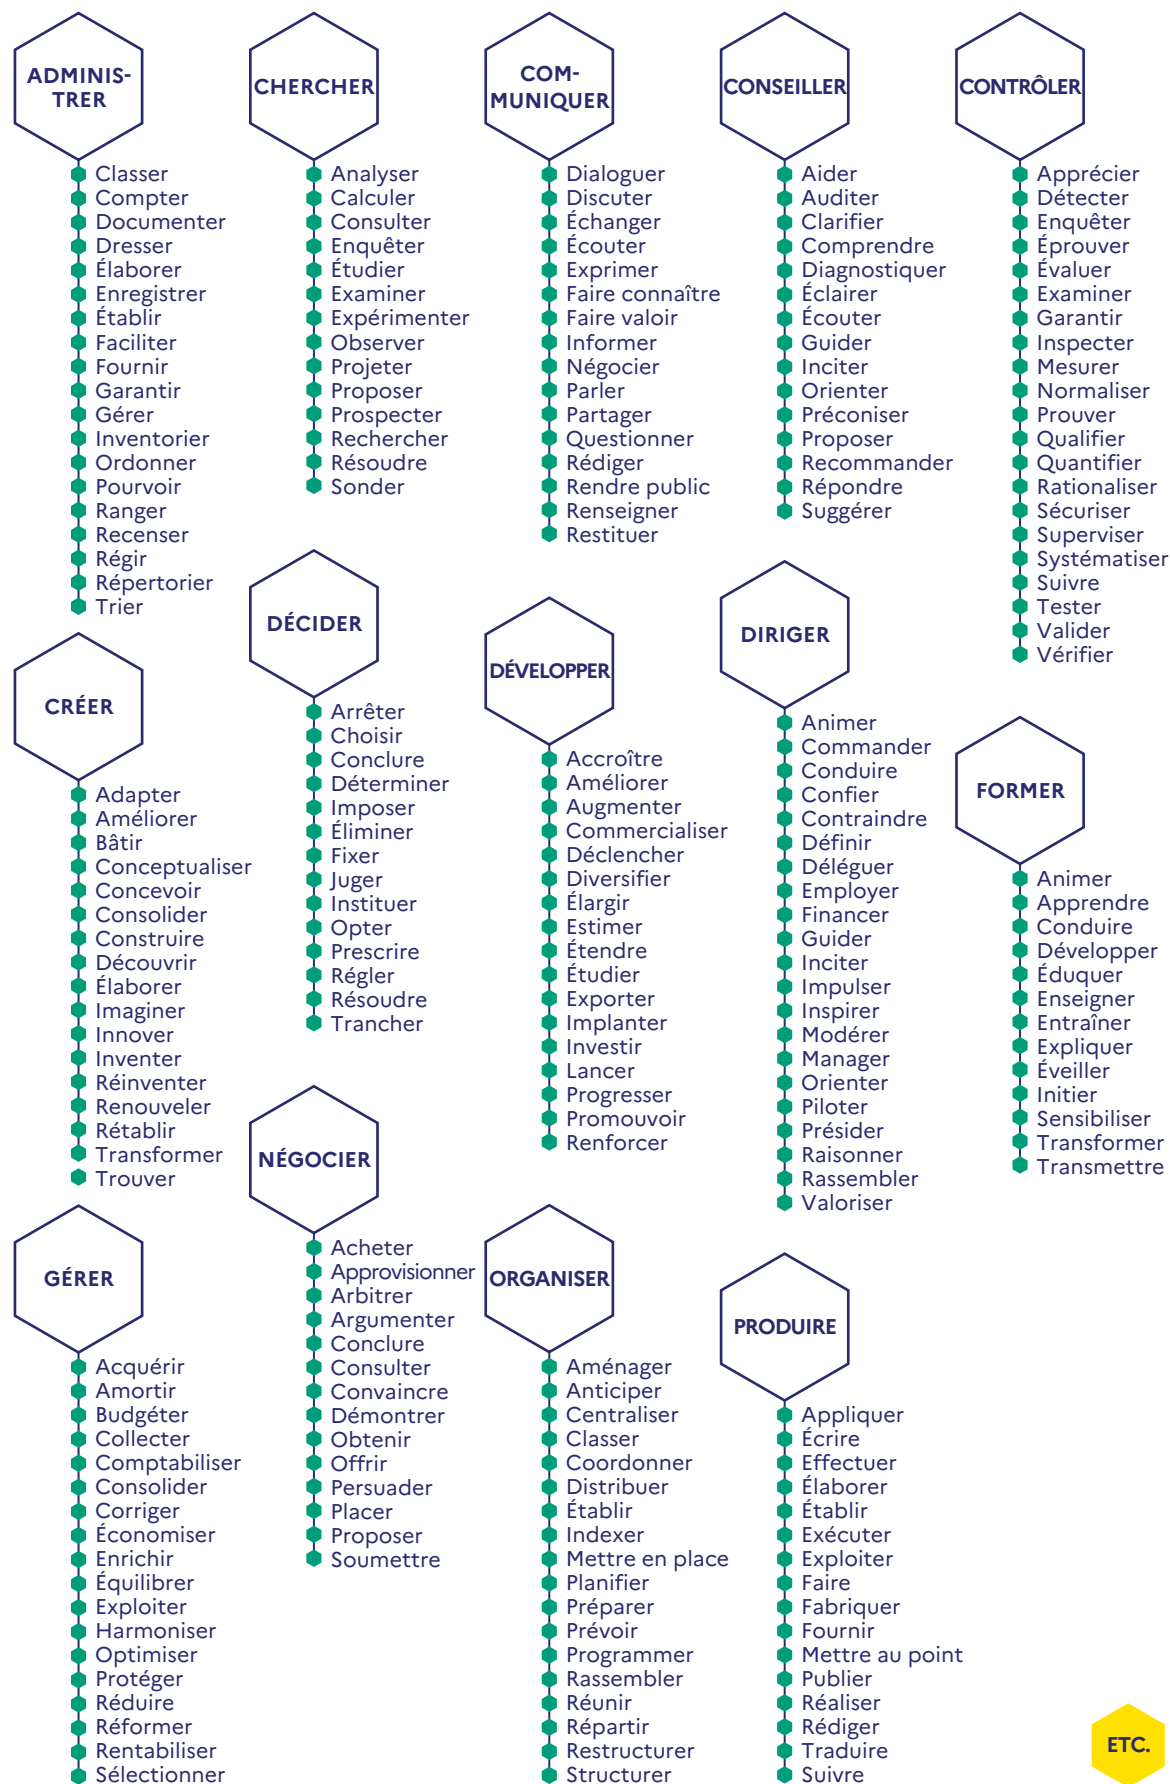 ADMINIS-
TRER
Classer
Compter
Documenter
Dresser
Élaborer
Enregistrer
Établir
Faciliter
Fournir
Garantir
Gérer
Inventorier
Ordonner
Pourvoir
Ranger
Recenser
Régir
Répertorier
Trier
CHERCHER
Analyser
Calculer
Consulter
Enquêter
Étudier
Examiner
Expérimenter
Observer
Projeter
Proposer
Prospecter
Rechercher
Résoudre
Sonder
COM-
MUNIQUER
Dialoguer
Discuter
Échanger
Écouter
Exprimer
Faire connaître
Faire valoir
Informer
Négocier
Parler
Partager
Questionner
Rédiger
Rendre public
Renseigner
Restituer
CONSEILLER
Aider
Auditer
Clarifier
Comprendre
Diagnostiquer
Éclairer
Écouter
Guider
Inciter
Orienter
Préconiser
Proposer
Recommander
Répondre
Suggérer
CONTRÔLER
Apprécier
Détecter
Enquêter
Éprouver
Évaluer
Examiner
Garantir
Inspecter
Mesurer
Normaliser
Prouver
Qualifier
Quantifier
Rationaliser
Sécuriser
Superviser
Systématiser
Suivre
Tester
Valider
Vérifier
CRÉER
Adapter
Améliorer
Bâtir
Conceptualiser
Concevoir
Consolider
Construire
Découvrir
Élaborer
Imaginer
Innover
Inventer
Réinventer
Renouveler
Rétablir
Transformer
Trouver
DÉCIDER
Arrêter
Choisir
Conclure
Déterminer
Imposer
Éliminer
Fixer
Juger
Instituer
Opter
Prescrire
Régler
Résoudre
Trancher
DÉVELOPPER
Accroître
Améliorer
Augmenter
Commercialiser
Déclencher
Diversifier
Élargir
Estimer
Étendre
Étudier
Exporter
Implanter
Investir
Lancer
Progresser
Promouvoir
Renforcer
DIRIGER
Animer
Commander
Conduire
Confier
Contraindre
Définir
Déléguer
Employer
Financer
Guider
Inciter
Impulser
Inspirer
Modérer
Manager
Orienter
Piloter
Présider
Raisonner
Rassembler
Valoriser
FORMER
Animer
Apprendre
Conduire
Développer
Éduquer
Enseigner
Entraîner
Expliquer
Éveiller
Initier
Sensibiliser
Transformer
Transmettre
GÉRER
Acquérir
Amortir
Budgéter
Collecter
Comptabiliser
Consolider
Corriger
Économiser
Enrichir
Équilibrer
Exploiter
Harmoniser
Optimiser
Protéger
Réduire
Réformer
Rentabiliser
Sélectionner
NÉGOCIER
Acheter
Approvisionner
Arbitrer
Argumenter
Conclure
Consulter
Convaincre
Démontrer
Obtenir
Offrir
Persuader
Placer
Proposer
Soumettre
ORGANISER
Aménager
Anticiper
Centraliser
Classer
Coordonner
Distribuer
Établir
Indexer
Mettre en place
Planifier
Préparer
Prévoir
Programmer
Rassembler
Réunir
Répartir
Restructurer
Structurer
PRODUIRE
Appliquer
Écrire
Effectuer
Élaborer
Établir
Exécuter
Exploiter
Faire
Fabriquer
Fournir
Mettre au point
Publier
Réaliser
Rédiger
Traduire
Suivre
ETC.